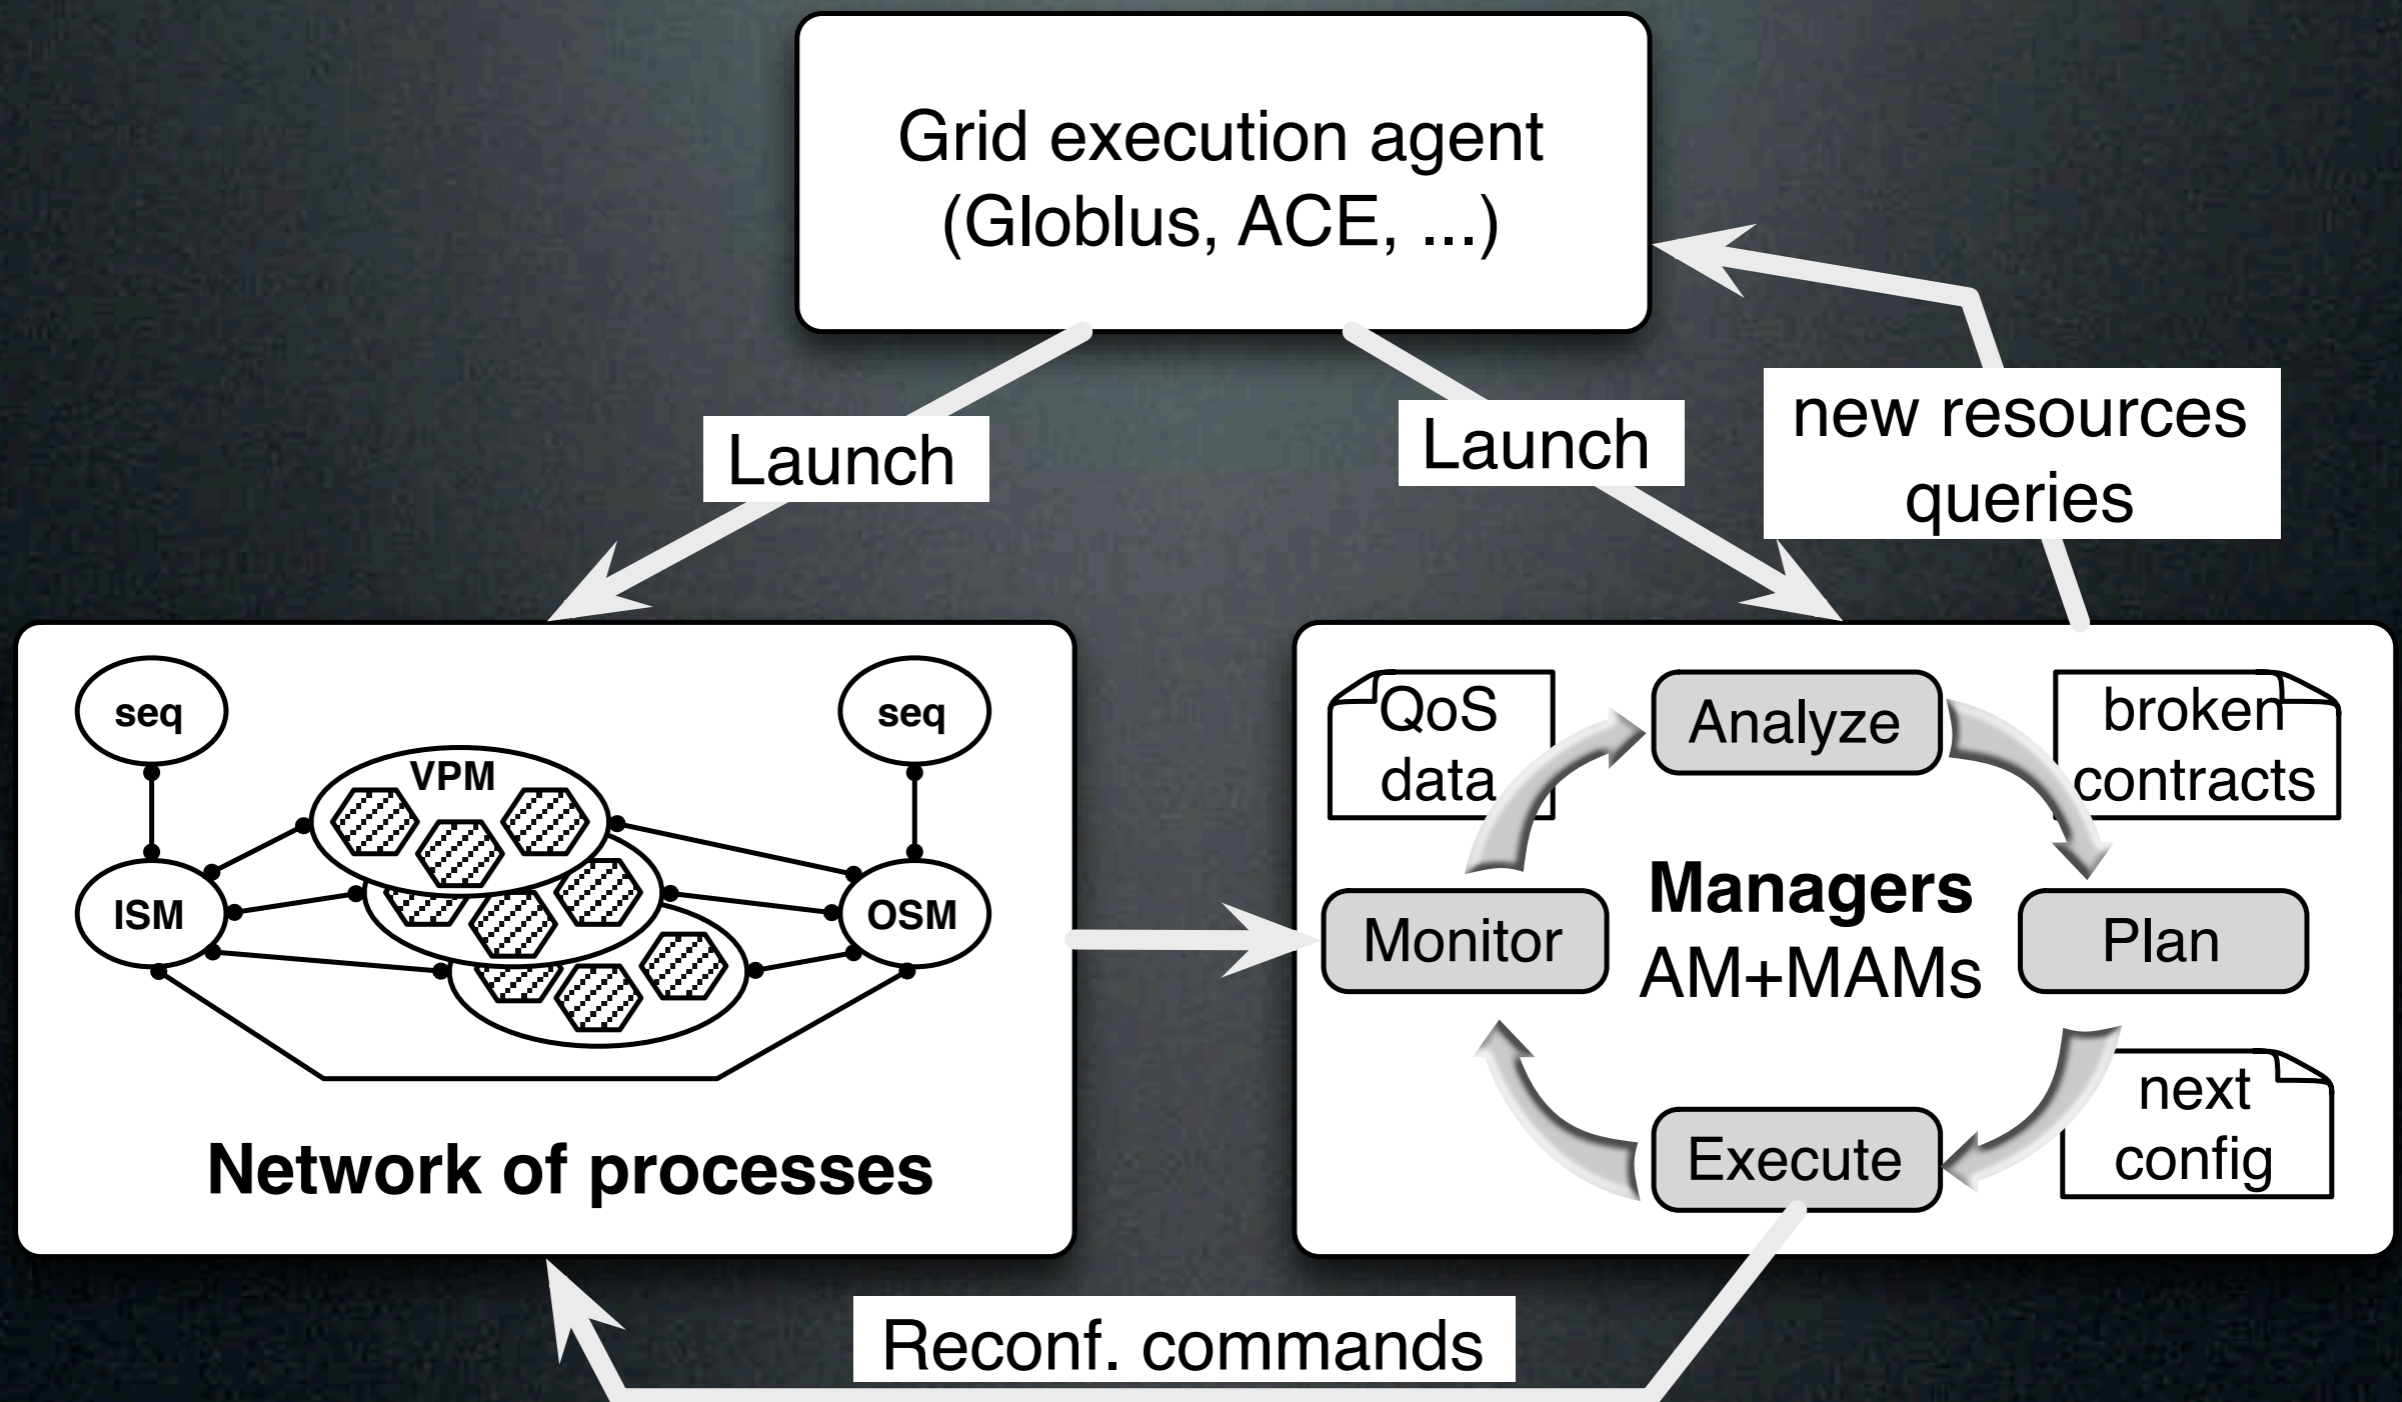 Grid execution agent
(Globlus, ACE, ...)
Launch
Launch
new resources
queries
seq
seq
VPM
ISM
OSM
Network of processes
QoS
data
Analyze
broken
contracts
Monitor
Managers
AM+MAMs
Plan
Execute
next
config
Reconf. commands